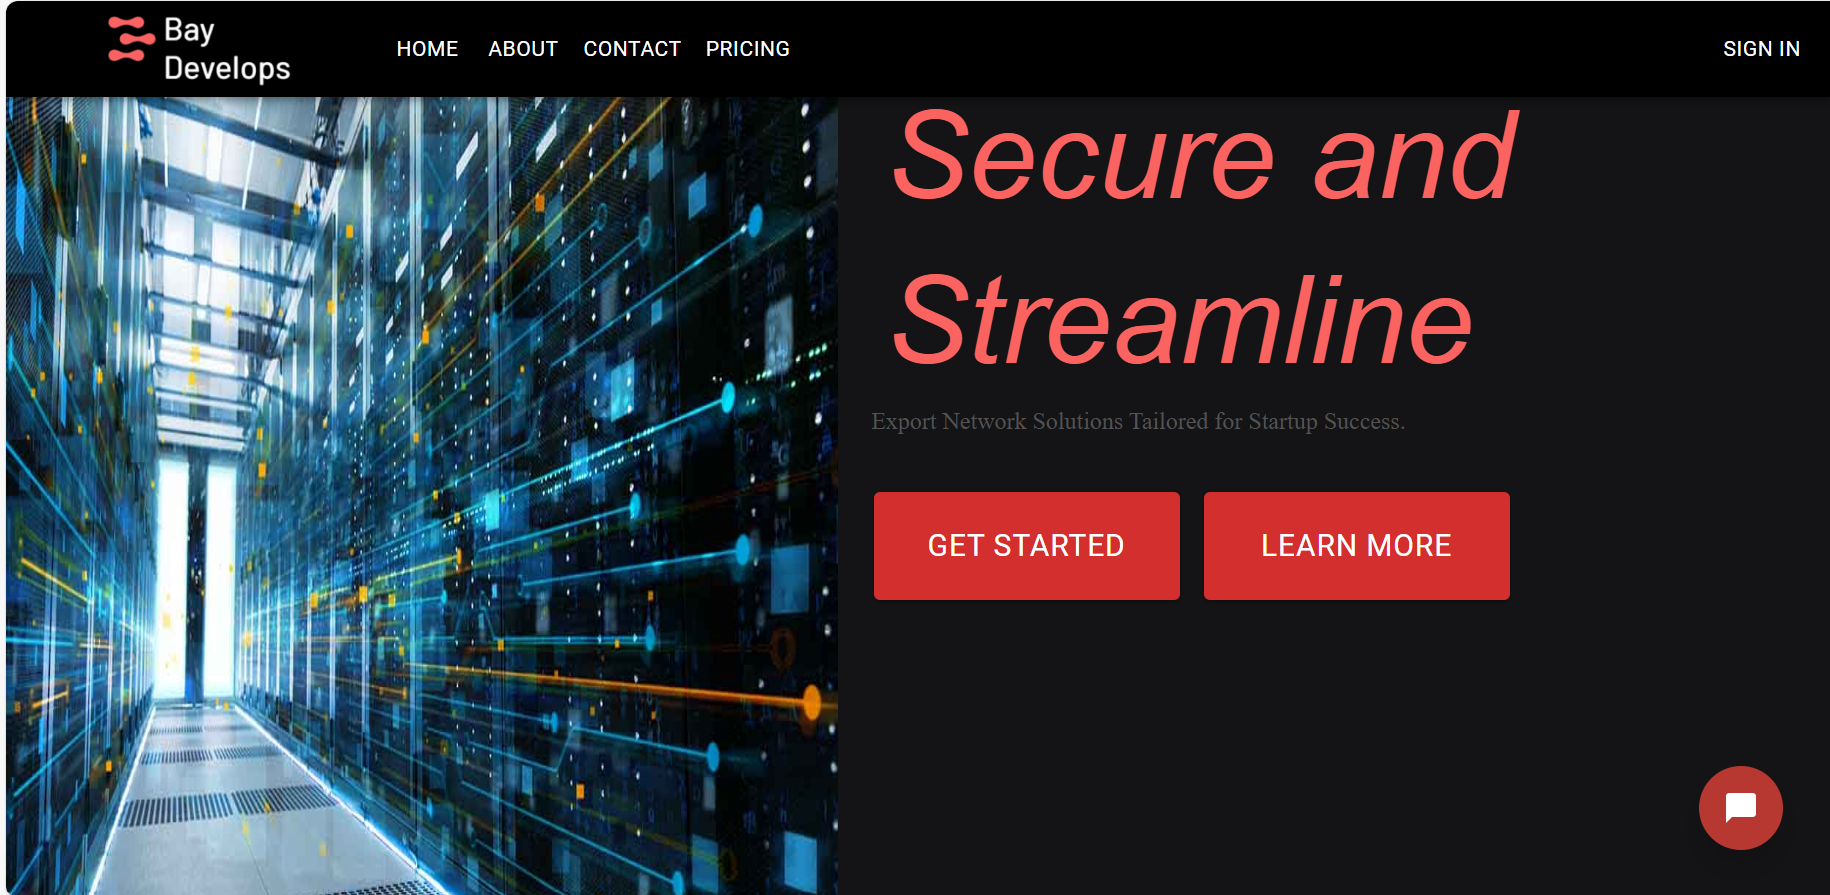 Bay
Develops
HOME ABOUT CONTACT PRICING SIGN IN
Secure and
Streamline
Export Network Solutions Tailored for Startup Success.
GET STARTED LEARN MORE